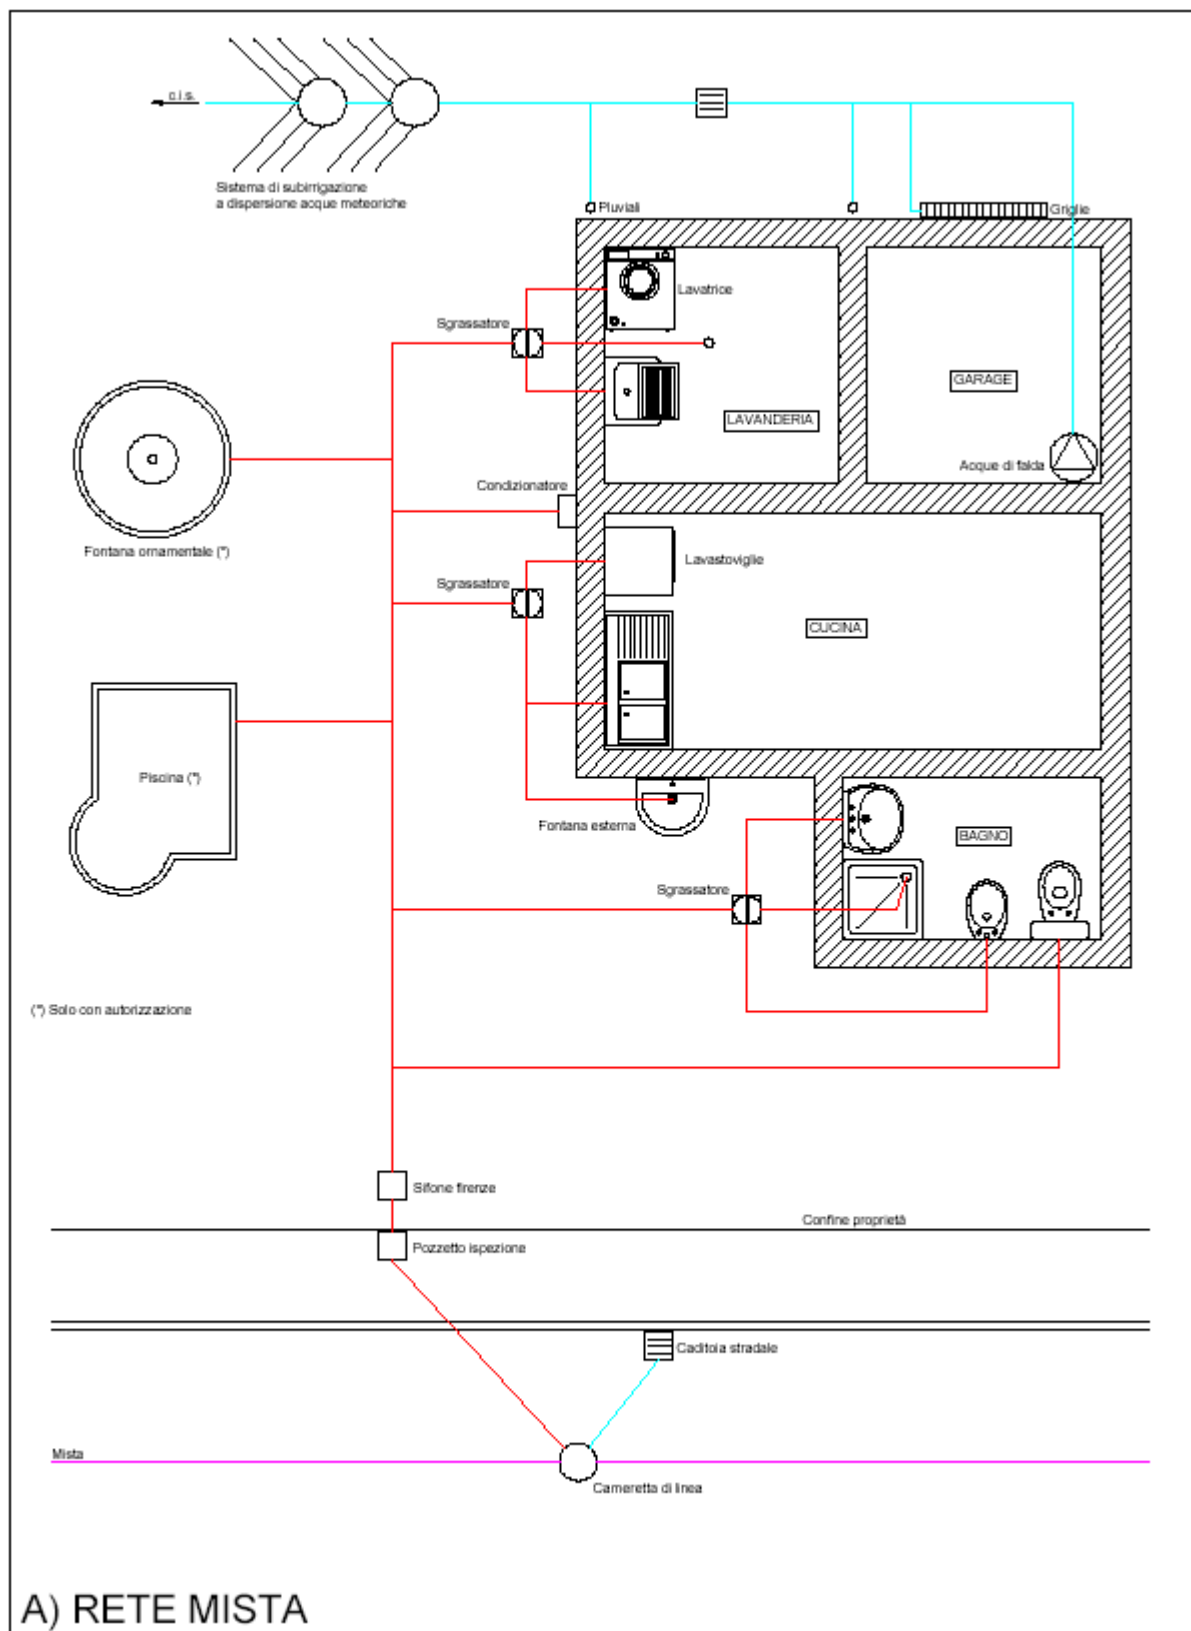 c.i.s.
Sistema di subirrigazione
a dispersione acque meteoriche
Pluviali
Griglie
Lavatrice
Sgrassatore
GARAGE
LAVANDERIA
Acque di falda
Condizionatore
Fontana ornamentale (*)
Lavastoviglie
Sgrassatore
CUCINA
Piscina (*)
Fontana esterna
BAGNO
Sgrassatore
(*) Solo con autorizzazione
Sifone firenze
Confine proprietà
Pozzetto ispezione
Caditoia stradale
Mista
Cameretta di linea
A) RETE MISTA